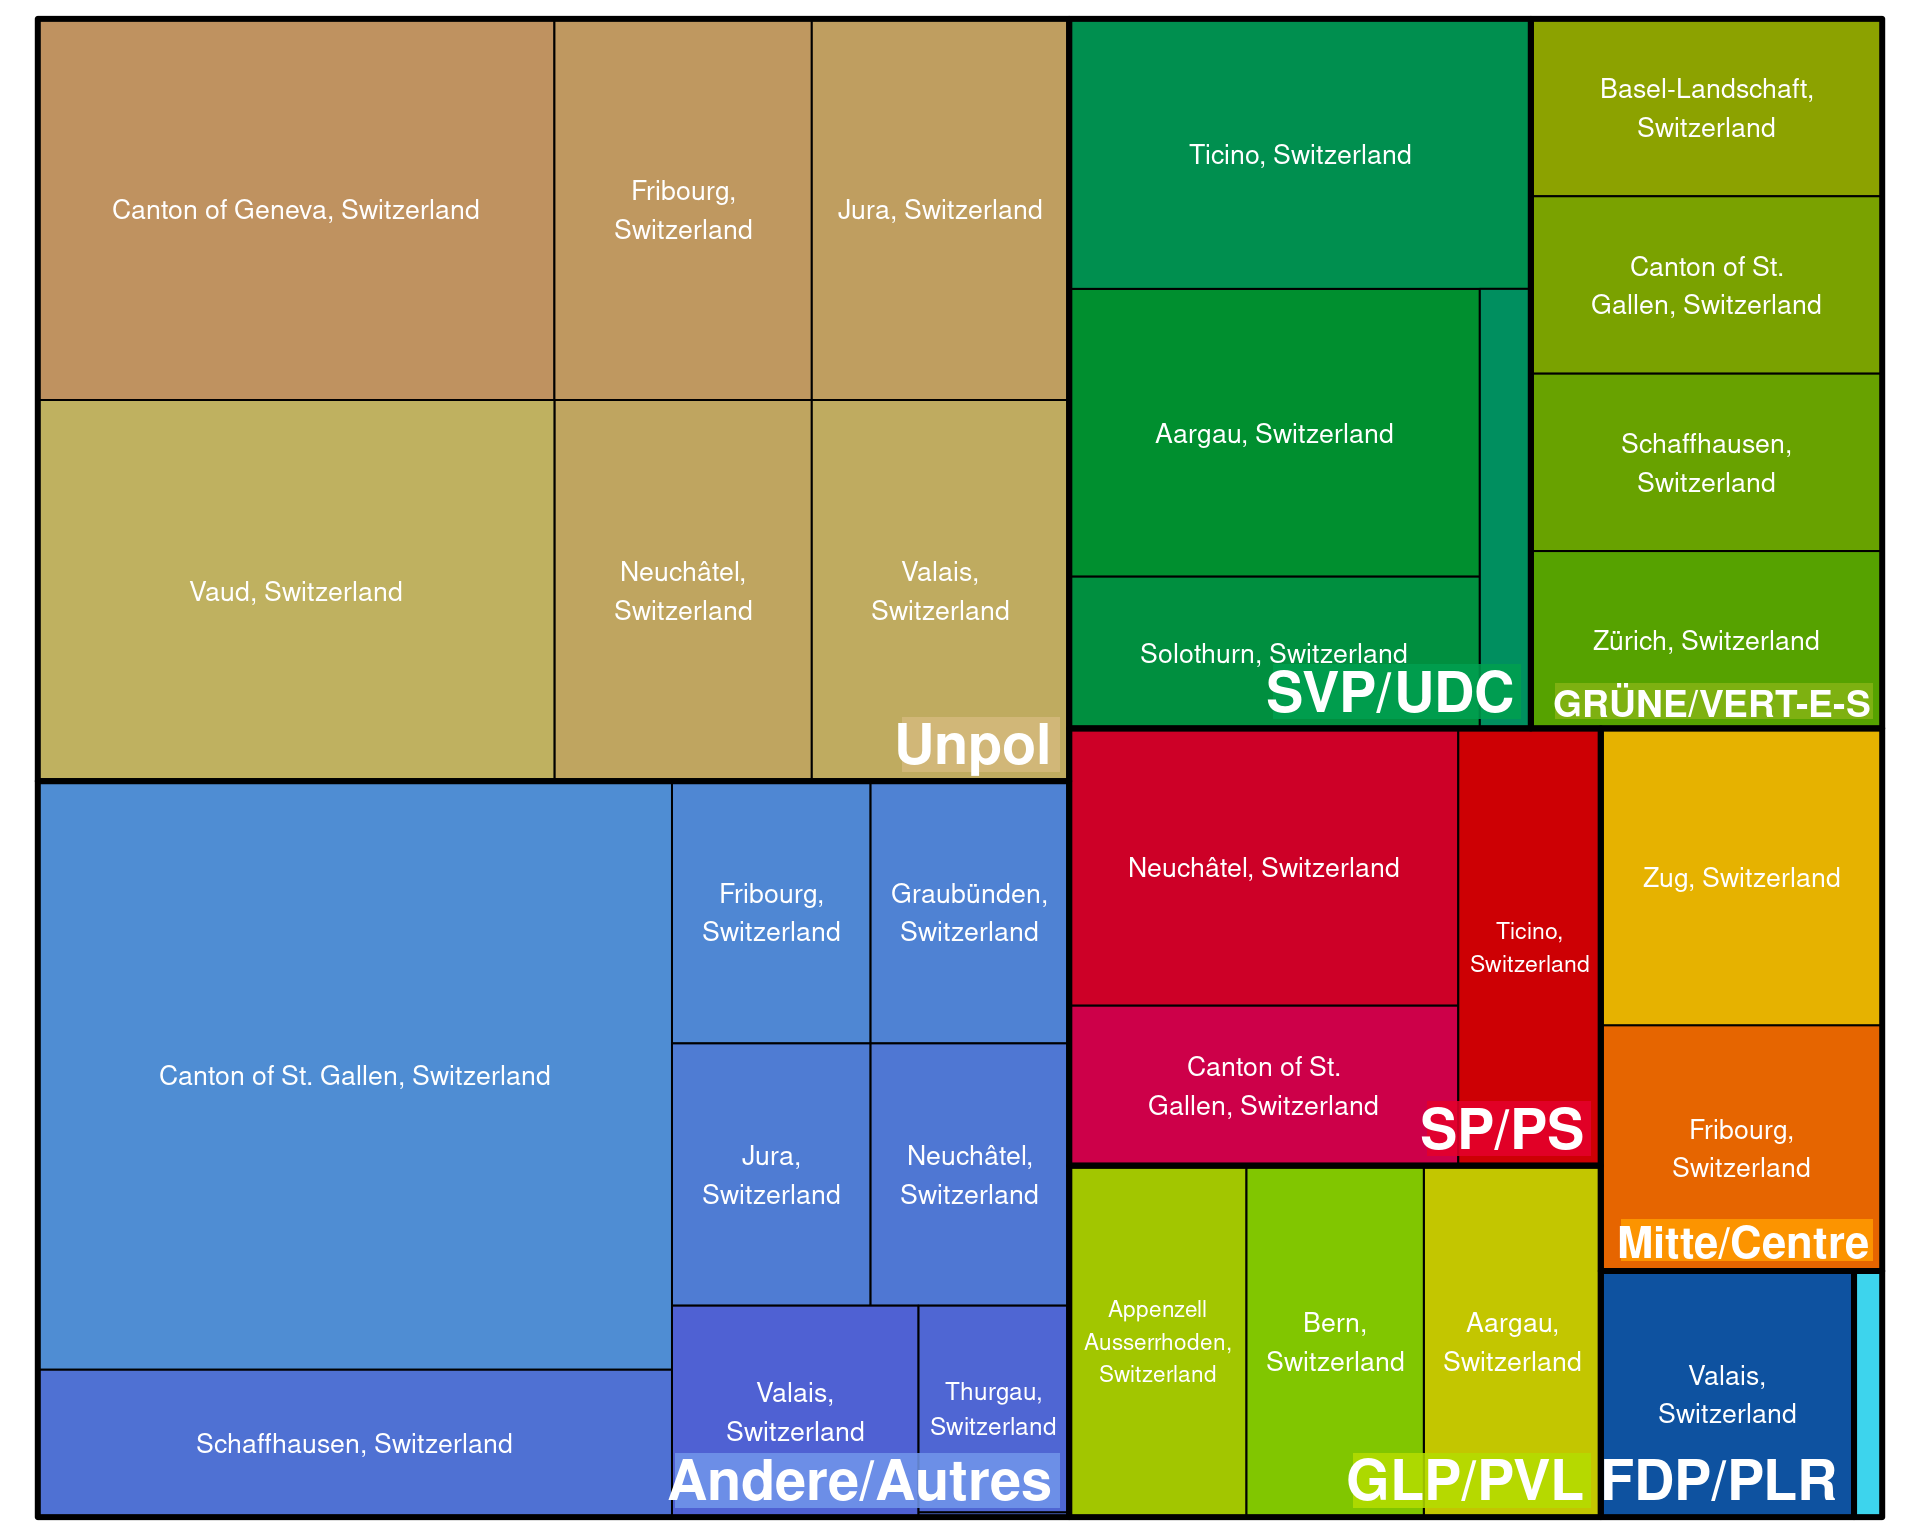 Canton of Geneva, Switzerland
Fribourg,
Switzerland
Jura, Switzerland
Vaud, Switzerland
Neuchâtel,
Switzerland
Valais,
Switzerland
Unpol
Ticino, Switzerland
Aargau, Switzerland
Solothurn, Switzerland
SVP/UDC
Basel-Landschaft,
Switzerland
Canton of St.
Gallen, Switzerland
Schaffhausen,
Switzerland
Zürich, Switzerland
GRÜNE/VERT-E-S
Canton of St. Gallen, Switzerland
Fribourg,
Switzerland
Graubünden,
Switzerland
Jura,
Switzerland
Neuchâtel,
Switzerland
Schaffhausen, Switzerland
Valais,
Switzerland
Thurgau,
Switzerland
Andere/Autres
Neuchâtel, Switzerland
Ticino,
Switzerland
Canton of St.
Gallen, Switzerland
SP/PS
Zug, Switzerland
Fribourg,
Switzerland
Mitte/Centre
Appenzell
Ausserrhoden,
Switzerland
Bern,
Switzerland
Aargau,
Switzerland
GLP/PVL
Valais,
Switzerland
FDP/PLR